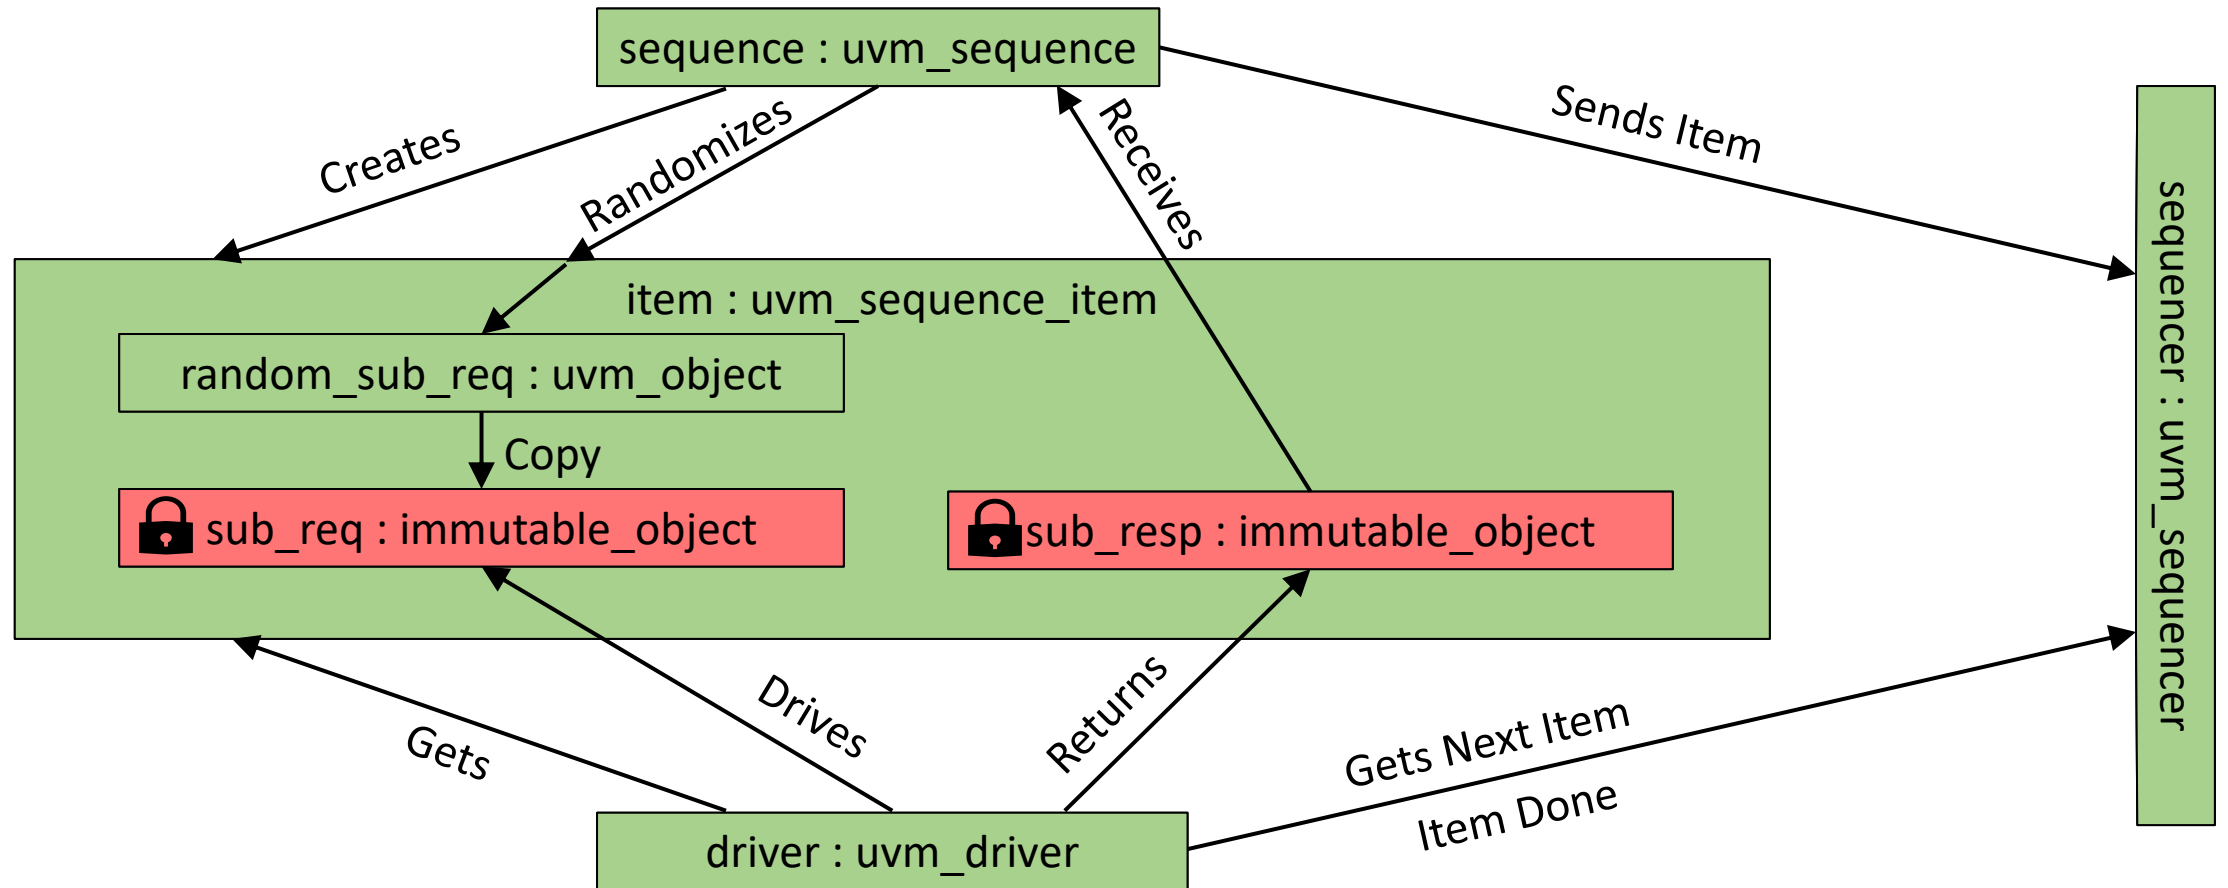 sequence : uvm_sequence
Creates
Randomizes
Receives
Sends Item
item : uvm_sequence_item
random_sub_req : uvm_object
Copy
sub_req : immutable_object
sub_resp : immutable_object
sequencer : uvm_sequencer
Gets
Drives
Returns
Gets Next Item
Item Done
driver : uvm_driver